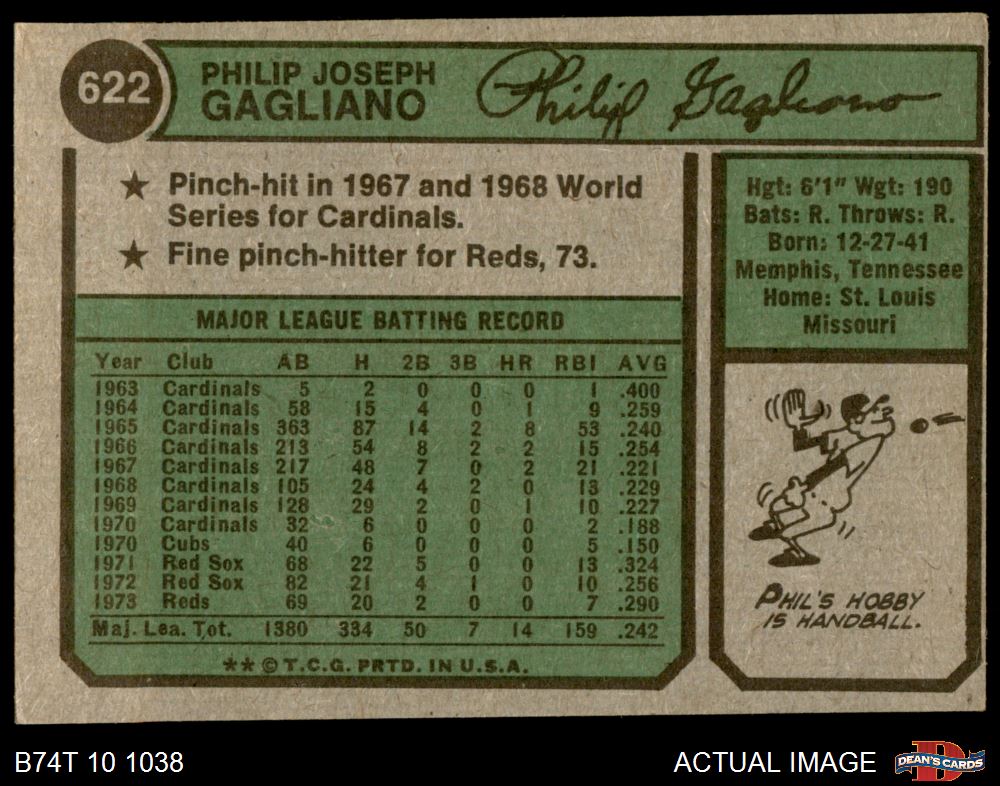 622
PHILIP JOSEPH
GAGLIANO
Philip Gagliano
★ Pinch-hit in 1967 and 1968 World
Series for Cardinals.
★ Fine pinch-hitter for Reds, 73.
MAJOR LEAGUE BATTING RECORD
Year Club AB H 2B 3B HR RBI AVG
1963 Cardinals 5 2 0 0 0 1 .400
1964 Cardinals 58 15 4 0 1 9 .259
1965 Cardinals 363 87 14 2 8 53 .240
1966 Cardinals 213 54 8 2 2 15 .254
1967 Cardinals 217 48 7 0 2 21 .221
1968 Cardinals 105 24 4 2 0 13 .229
1969 Cardinals 128 29 2 0 1 10 .227
1970 Cardinals 32 6 0 0 0 2 .188
1970 Cubs 40 6 0 0 0 5 .150
1971 Red Sox 68 22 5 0 0 13 .324
1972 Red Sox 82 21 4 1 0 10 .256
1973 Reds 69 20 2 0 0 7 .290
Maj. Lea. Tot. 1380 334 50 7 14 159 .242
** © T.C.G. PRTD. IN U.S.A.
Hgt: 6'1" Wgt: 190
Bats: R. Throws: R.
Born: 12-27-41
Memphis, Tennessee
Home: St. Louis
Missouri
PHIL'S HOBBY
IS HANDBALL.
B74T 10 1038
ACTUAL IMAGE
D
DEAN'S CARDS